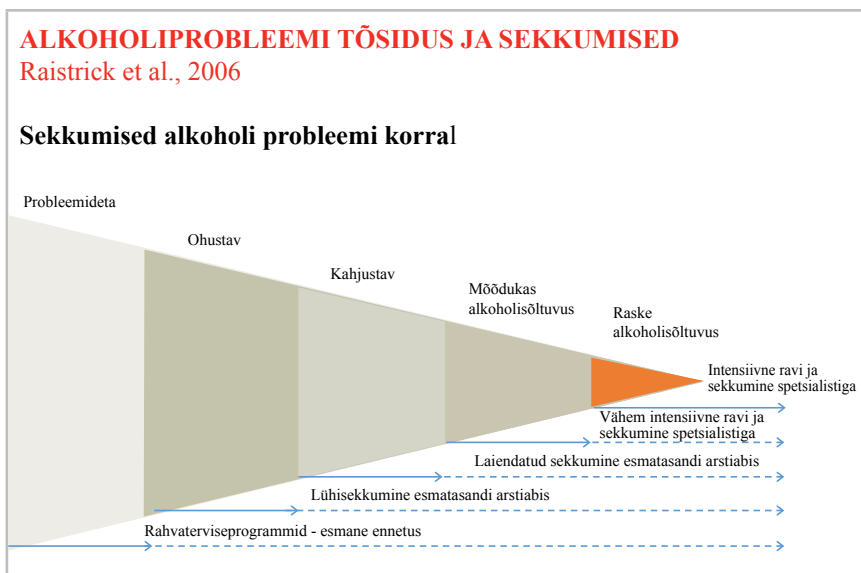 ALKOHOLIPROBLEEMI TÕSIDUS JA SEKKUMISED
Raistrick et al., 2006
Sekkumised alkoholi probleemi korral
Probleemideta
Ohustav
Kahjustav
Mõõdukas
alkoholisõltuvus
Raske
alkoholisõltuvus
Intensiivne ravi ja
sekkumine spetsialistiga
Vähem intensiivne ravi ja
sekkumine spetsialistiga
Laiendatud sekkumine esmatasandi arstiabis
Lühisekkumine esmatasandi arstiabis
Rahvaterviseprogrammid - esmane ennetus